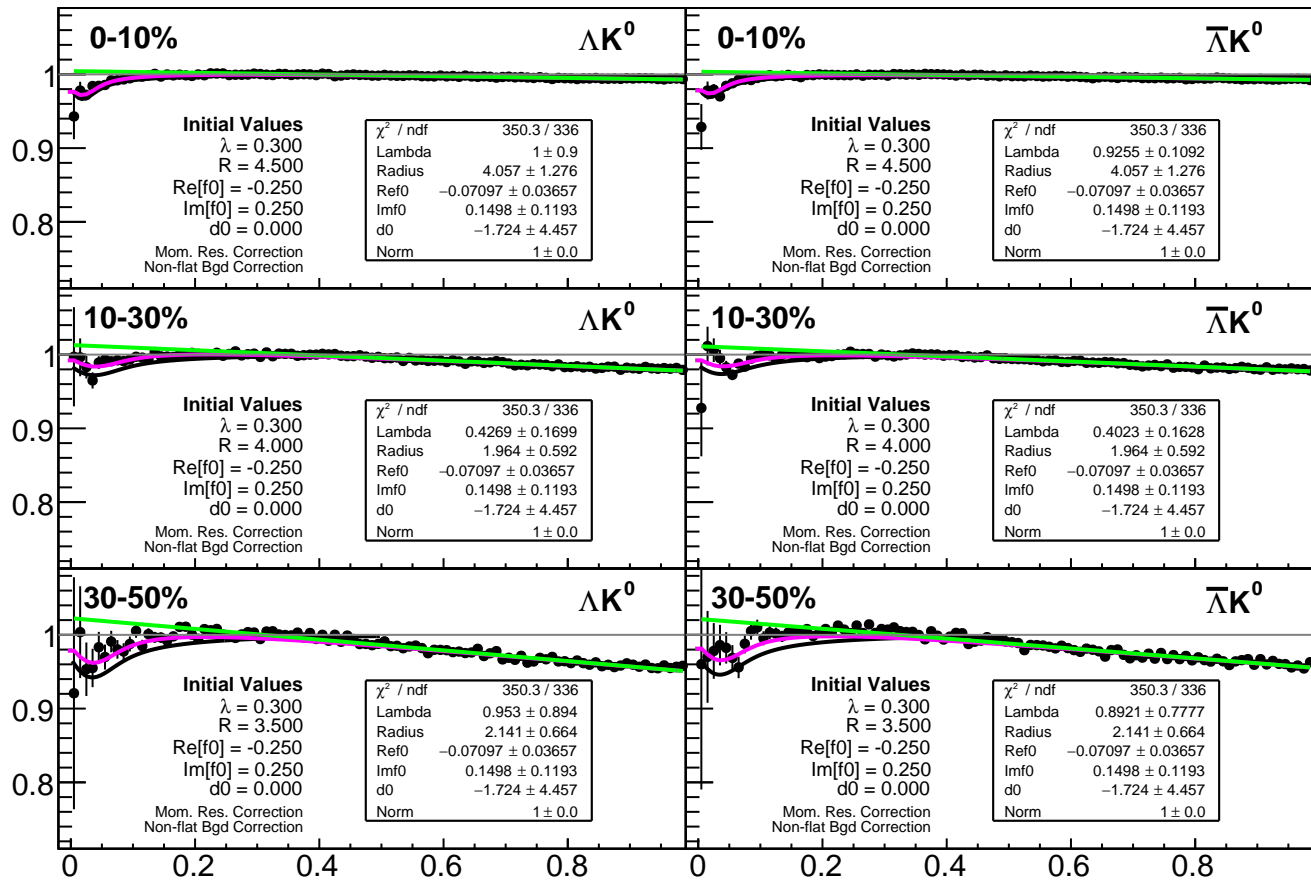 0-10% ΛK⁰
1
0.9
0.8
Initial Values
λ = 0.300
R = 4.500
Re[f0] = -0.250
Im[f0] = 0.250
d0 = 0.000
Mom. Res. Correction
Non-flat Bgd Correction
χ² / ndf 350.3 / 336
Lambda 1 ± 0.9
Radius 4.057 ± 1.276
Ref0 −0.07097 ± 0.03657
Imf0 0.1498 ± 0.1193
d0 −1.724 ± 4.457
Norm 1 ± 0.0
0-10% Λ̅K⁰
Initial Values
λ = 0.300
R = 4.500
Re[f0] = -0.250
Im[f0] = 0.250
d0 = 0.000
Mom. Res. Correction
Non-flat Bgd Correction
χ² / ndf 350.3 / 336
Lambda 0.9255 ± 0.1092
Radius 4.057 ± 1.276
Ref0 −0.07097 ± 0.03657
Imf0 0.1498 ± 0.1193
d0 −1.724 ± 4.457
Norm 1 ± 0.0
10-30% ΛK⁰
1
0.9
0.8
Initial Values
λ = 0.300
R = 4.000
Re[f0] = -0.250
Im[f0] = 0.250
d0 = 0.000
Mom. Res. Correction
Non-flat Bgd Correction
χ² / ndf 350.3 / 336
Lambda 0.4269 ± 0.1699
Radius 1.964 ± 0.592
Ref0 −0.07097 ± 0.03657
Imf0 0.1498 ± 0.1193
d0 −1.724 ± 4.457
Norm 1 ± 0.0
10-30% Λ̅K⁰
Initial Values
λ = 0.300
R = 4.000
Re[f0] = -0.250
Im[f0] = 0.250
d0 = 0.000
Mom. Res. Correction
Non-flat Bgd Correction
χ² / ndf 350.3 / 336
Lambda 0.4023 ± 0.1628
Radius 1.964 ± 0.592
Ref0 −0.07097 ± 0.03657
Imf0 0.1498 ± 0.1193
d0 −1.724 ± 4.457
Norm 1 ± 0.0
30-50% ΛK⁰
1
0.9
0.8
Initial Values
λ = 0.300
R = 3.500
Re[f0] = -0.250
Im[f0] = 0.250
d0 = 0.000
Mom. Res. Correction
Non-flat Bgd Correction
χ² / ndf 350.3 / 336
Lambda 0.953 ± 0.894
Radius 2.141 ± 0.664
Ref0 −0.07097 ± 0.03657
Imf0 0.1498 ± 0.1193
d0 −1.724 ± 4.457
Norm 1 ± 0.0
30-50% Λ̅K⁰
Initial Values
λ = 0.300
R = 3.500
Re[f0] = -0.250
Im[f0] = 0.250
d0 = 0.000
Mom. Res. Correction
Non-flat Bgd Correction
χ² / ndf 350.3 / 336
Lambda 0.8921 ± 0.7777
Radius 2.141 ± 0.664
Ref0 −0.07097 ± 0.03657
Imf0 0.1498 ± 0.1193
d0 −1.724 ± 4.457
Norm 1 ± 0.0
0 0.2 0.4 0.6 0.8 0 0.2 0.4 0.6 0.8